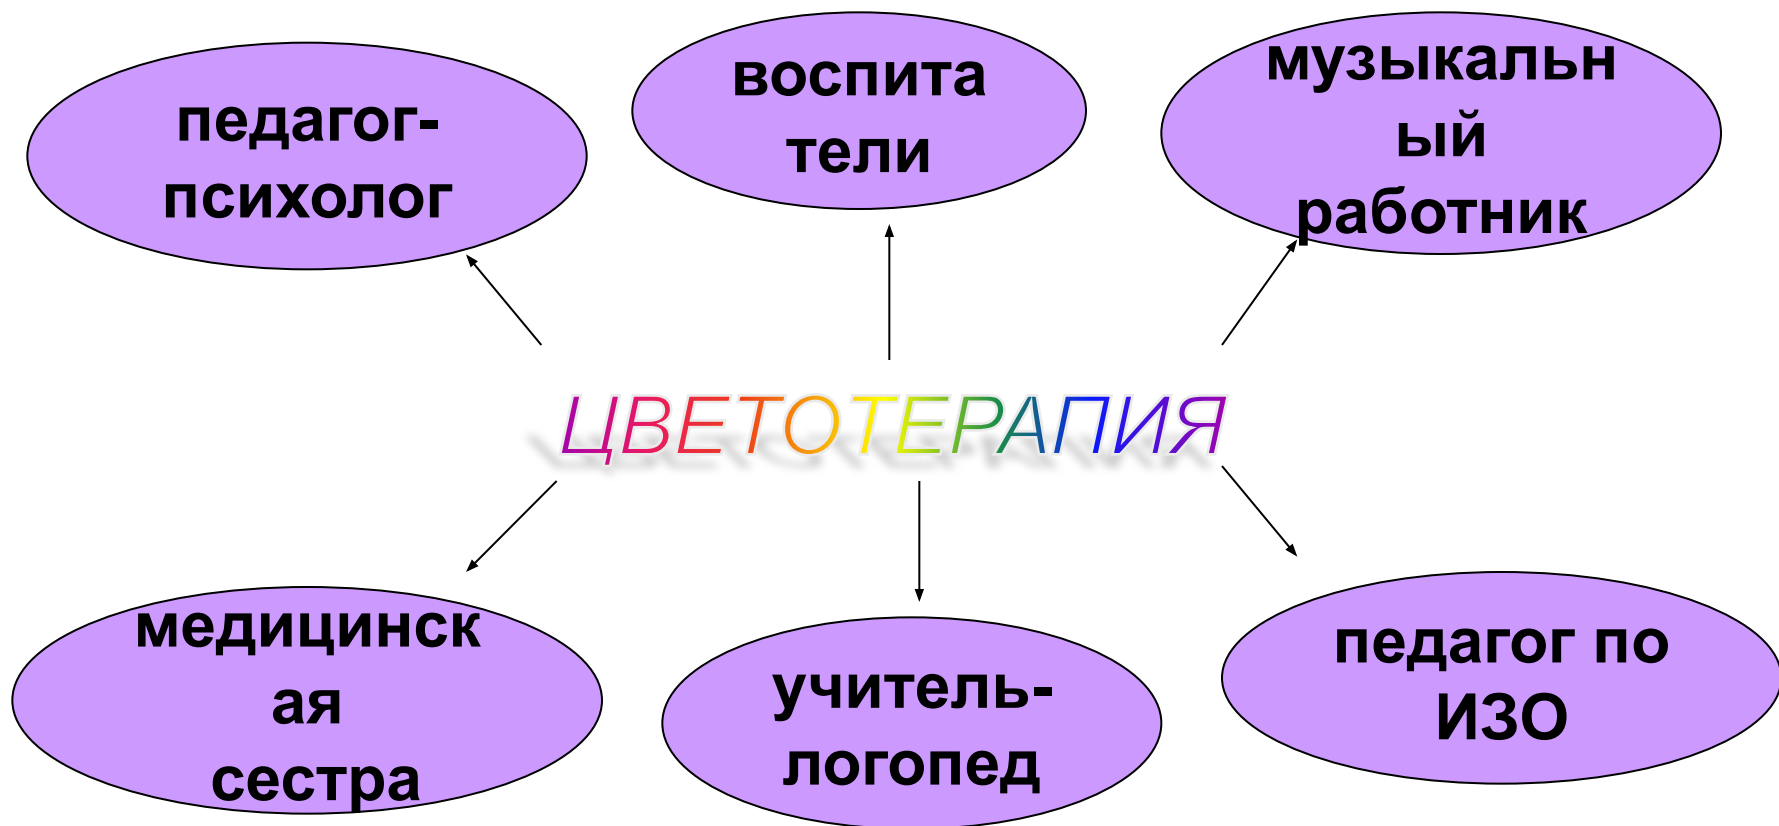 педагог-
психолог
воспита
тели
музыкальн
ый
работник
ЦВЕТОТЕРАПИЯ
медицинск
ая
сестра
учитель-
логопед
педагог по
ИЗО